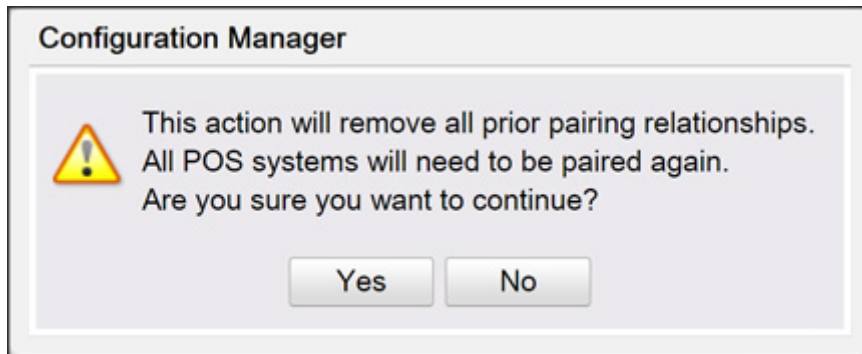 Configuration Manager
This action will remove all prior pairing relationships.
All POS systems will need to be paired again.
Are you sure you want to continue?
Yes No